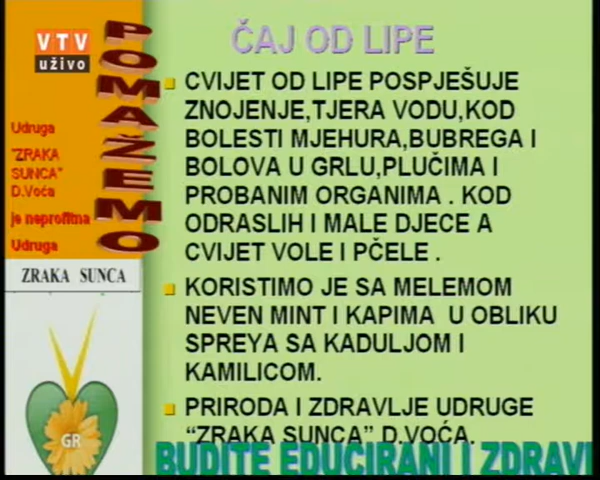 VTV
uživo
POMAŽEMO
Udruga
"ZRAKA
SUNCA"
D.Voća
je neprofitna
Udruga
ZRAKA SUNCA
GR
ČAJ OD LIPE
CVIJET OD LIPE POSPJEŠUJE
ZNOJENJE,TJERA VODU,KOD
BOLESTI MJEHURA,BUBREGA I
BOLOVA U GRLU,PLUČIMA I
PROBANIM ORGANIMA . KOD
ODRASLIH I MALE DJECE A
CVIJET VOLE I PČELE .
KORISTIMO JE SA MELEMOM
NEVEN MINT I KAPIMA U OBLIKU
SPREYA SA KADULJOM I
KAMILICOM.
PRIRODA I ZDRAVLJE UDRUGE
“ZRAKA SUNCA” D.VOĆA.
BUDITE EDUCIRANI I ZDRAVI